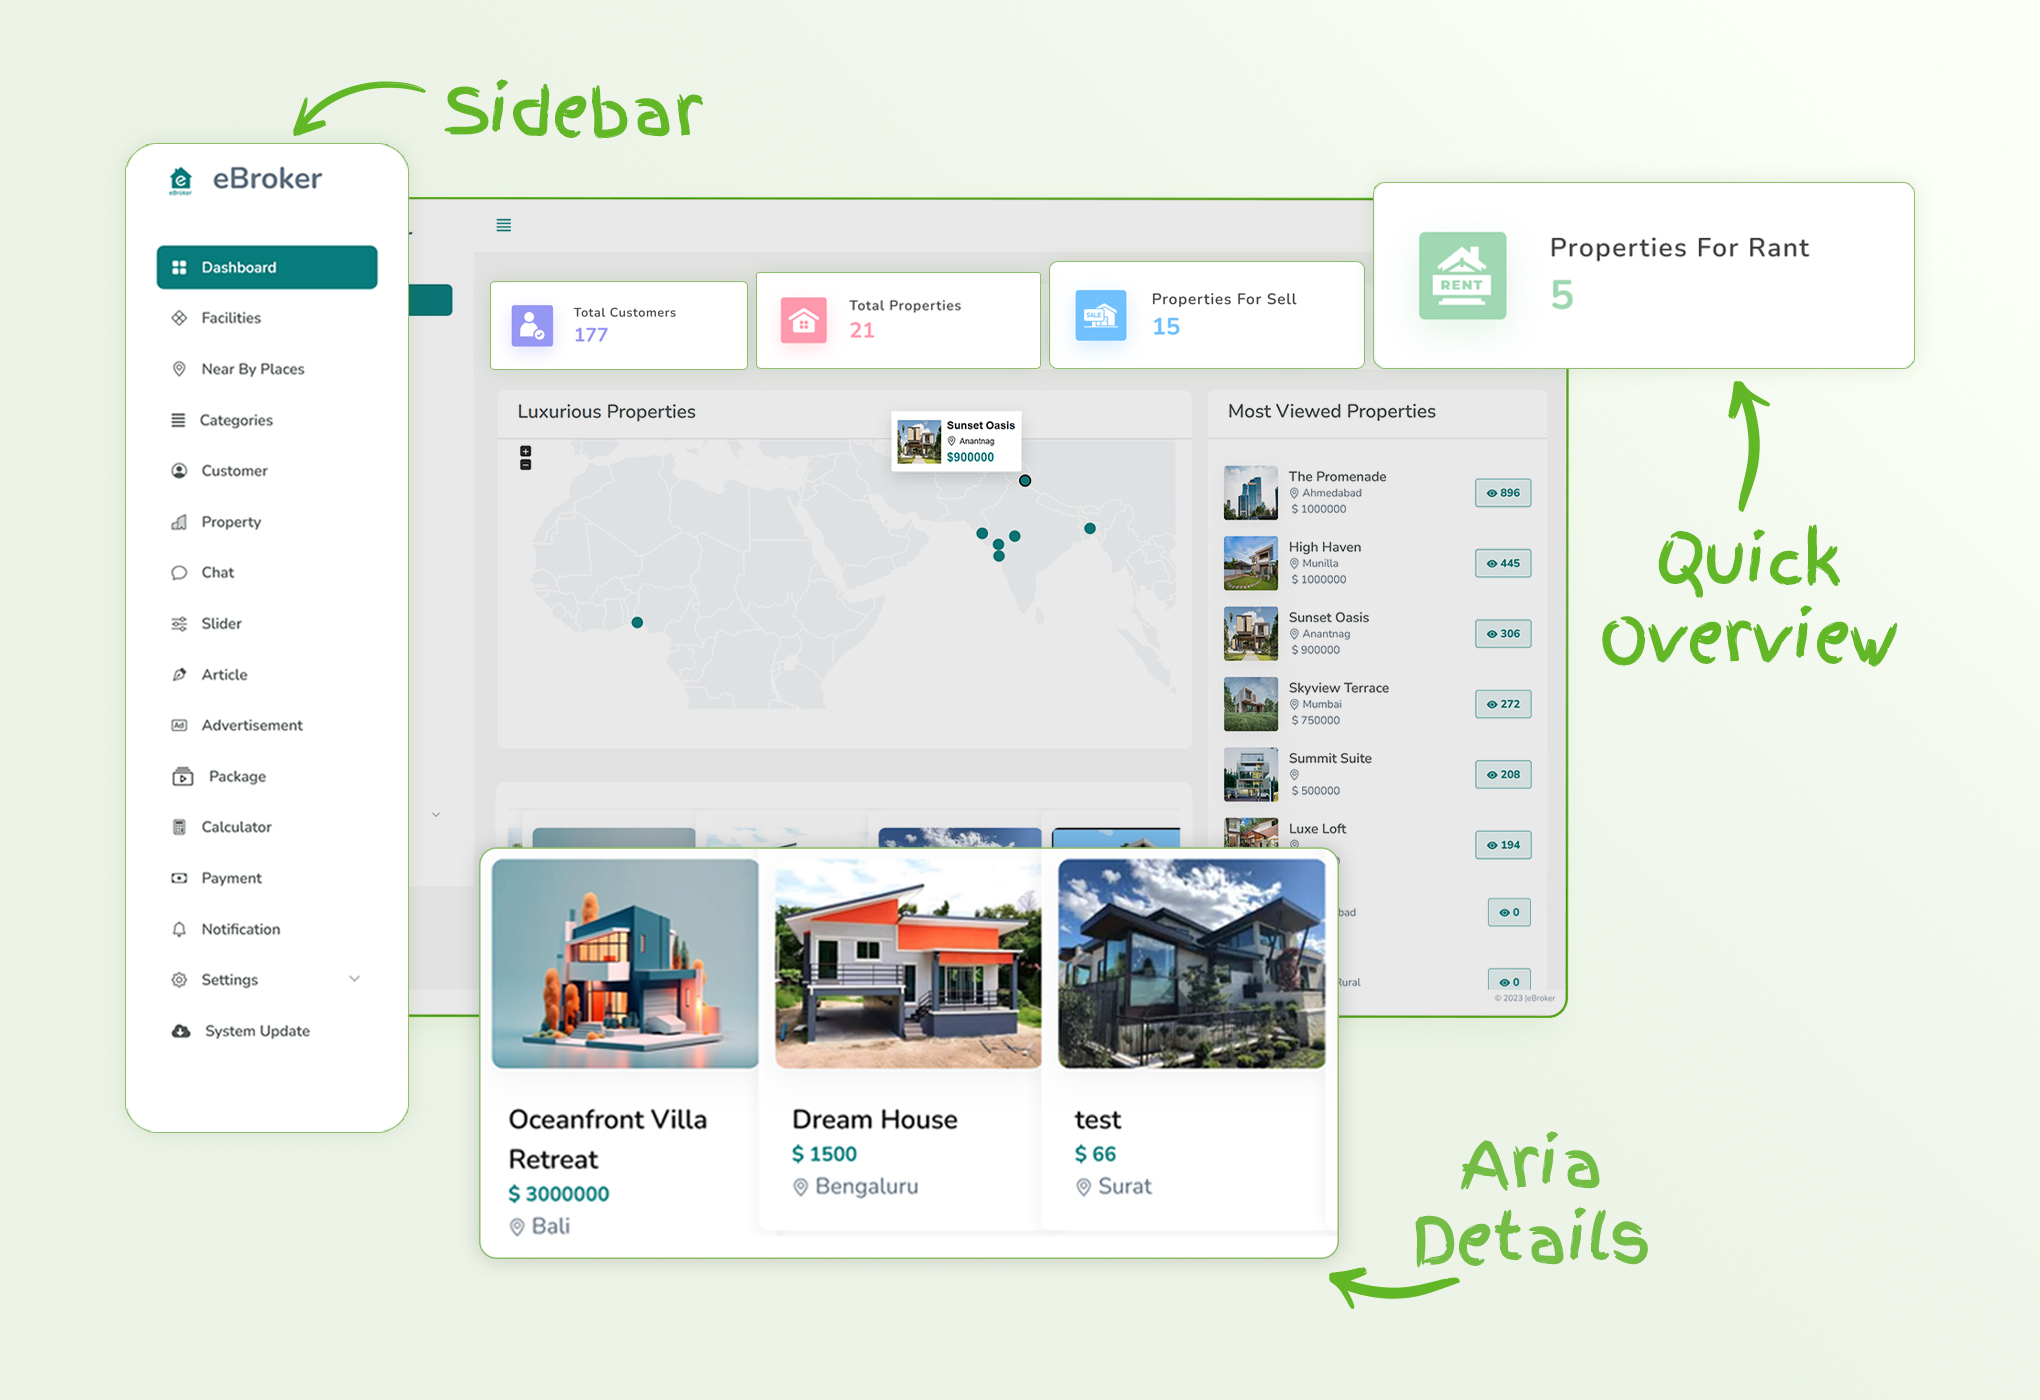 Sidebar
eBroker
eBroker
Dashboard
Facilities
Near By Places
Categories
Customer
Property
Chat
Slider
Article
Ad
Advertisement
Package
Calculator
Payment
Notification
Settings
System Update
Total Customers
177
Total Properties
21
SALE
Properties For Sell
15
RENT
Properties For Rant
5
Quick
Overview
Luxurious Properties
Sunset Oasis
Anantnag
$900000
Most Viewed Properties
The Promenade
Ahmedabad
$ 1000000
896
High Haven
Munilla
$ 1000000
445
Sunset Oasis
Anantnag
$ 900000
306
Skyview Terrace
Mumbai
$ 750000
272
Summit Suite
$ 500000
208
Luxe Loft
194
bad
0
Rural
0
© 2023 |eBroker
Oceanfront Villa
Retreat
$ 3000000
Bali
Dream House
$ 1500
Bengaluru
test
$ 66
Surat
Aria
Details